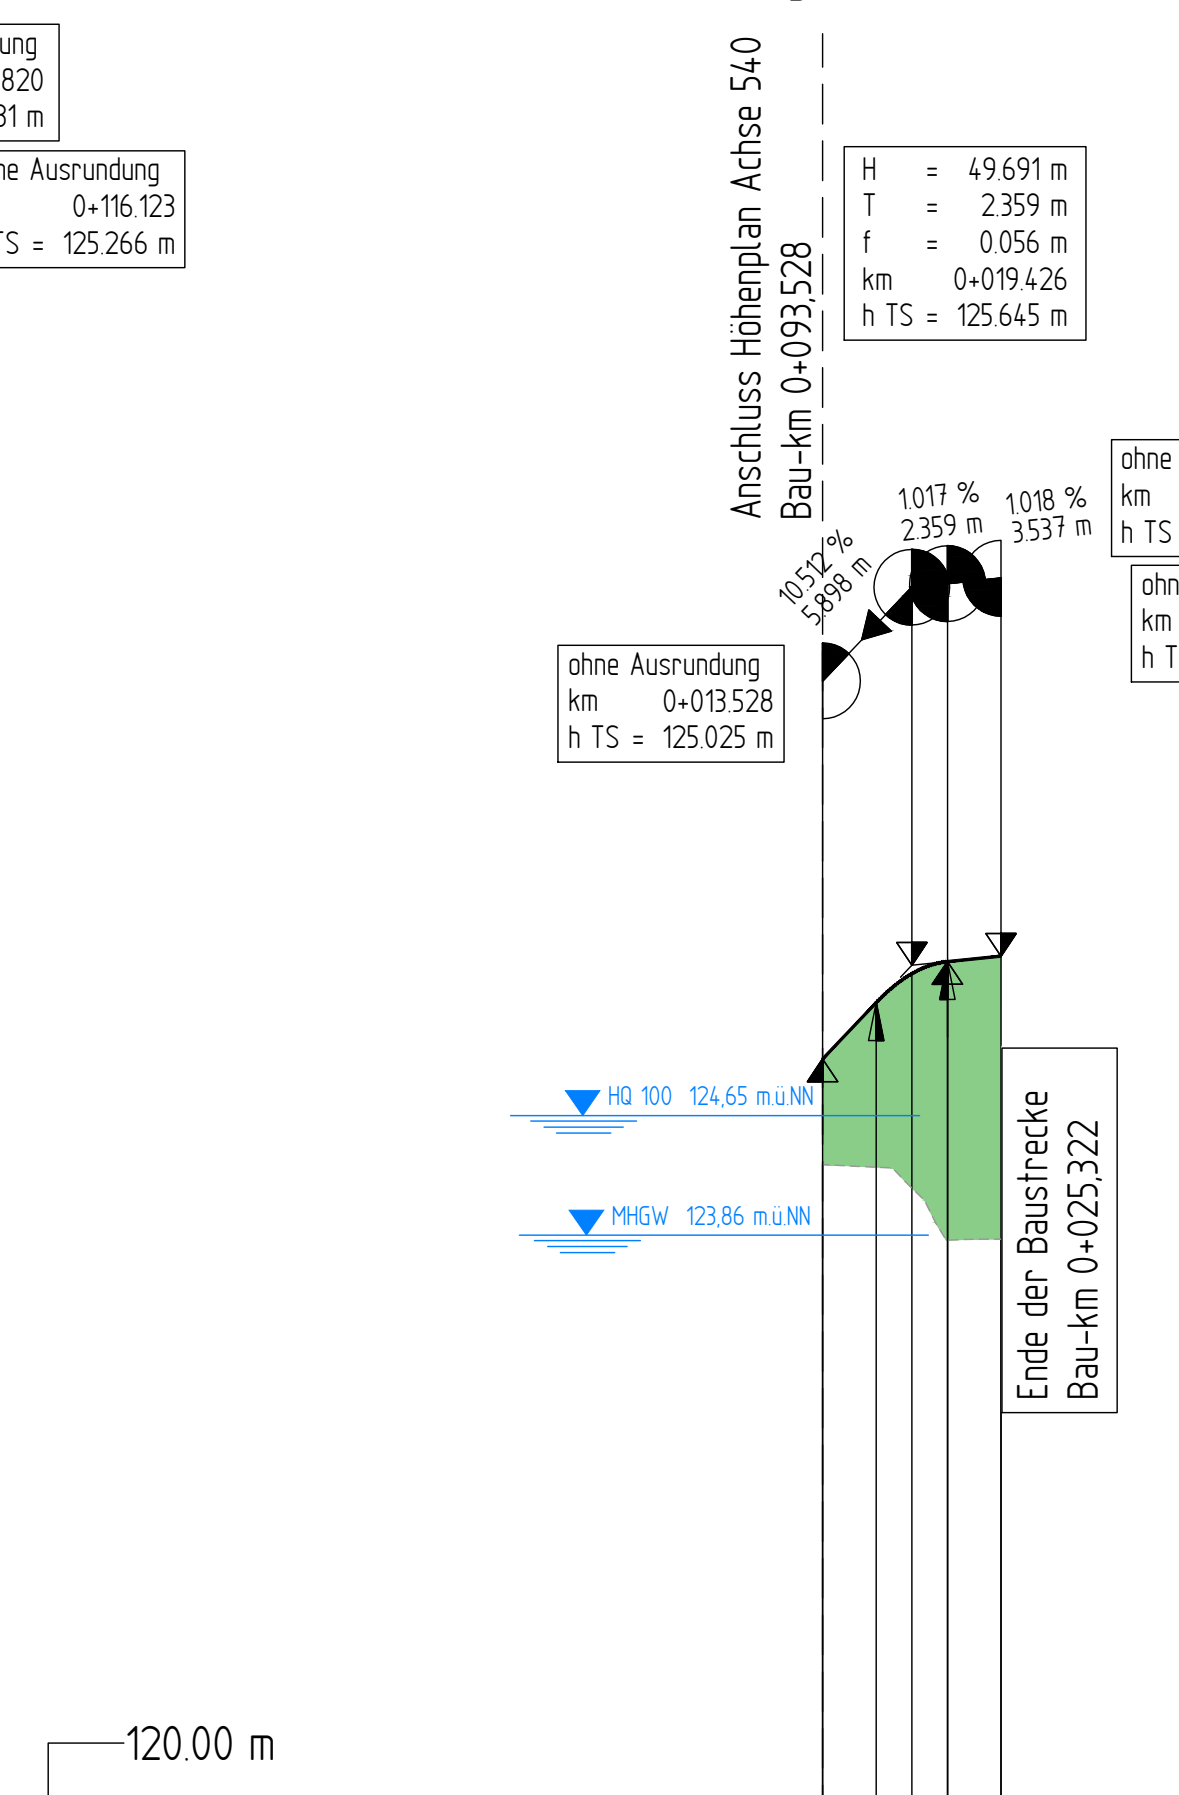 820
31 m
Ausrundung
0+116.123
TS = 125.266 m
Anschluss Höhenplan Achse 540
Bau-km 0+093,528
H = 49.691 m
T = 2.359 m
f = 0.056 m
km 0+019.426
h TS = 125.645 m
ohne
km
h TS
km
10.512 %
5.898 m
1.017 %
2.359 m
1.018 %
3.537 m
ohne Ausrundung
km 0+013.528
h TS = 125.025 m
HQ 100 124,65 m.ü.NN
MHGW 123,86 m.ü.NN
Ende der Baustrecke
Bau-km 0+025,322
120.00 m